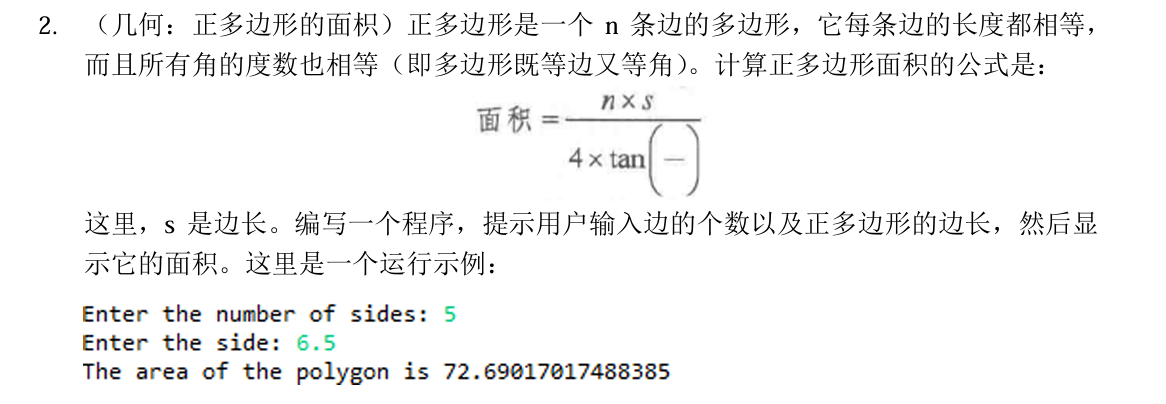 2. （几何：正多边形的面积）正多边形是一个 n 条边的多边形，它每条边的长度都相等，
而且所有角的度数也相等（即多边形既等边又等角）。计算正多边形面积的公式是：
面积 = n × s
4 × tan( — )
这里，s 是边长。编写一个程序，提示用户输入边的个数以及正多边形的边长，然后显
示它的面积。这里是一个运行示例：
Enter the number of sides: 5
Enter the side: 6.5
The area of the polygon is 72.69017017488385